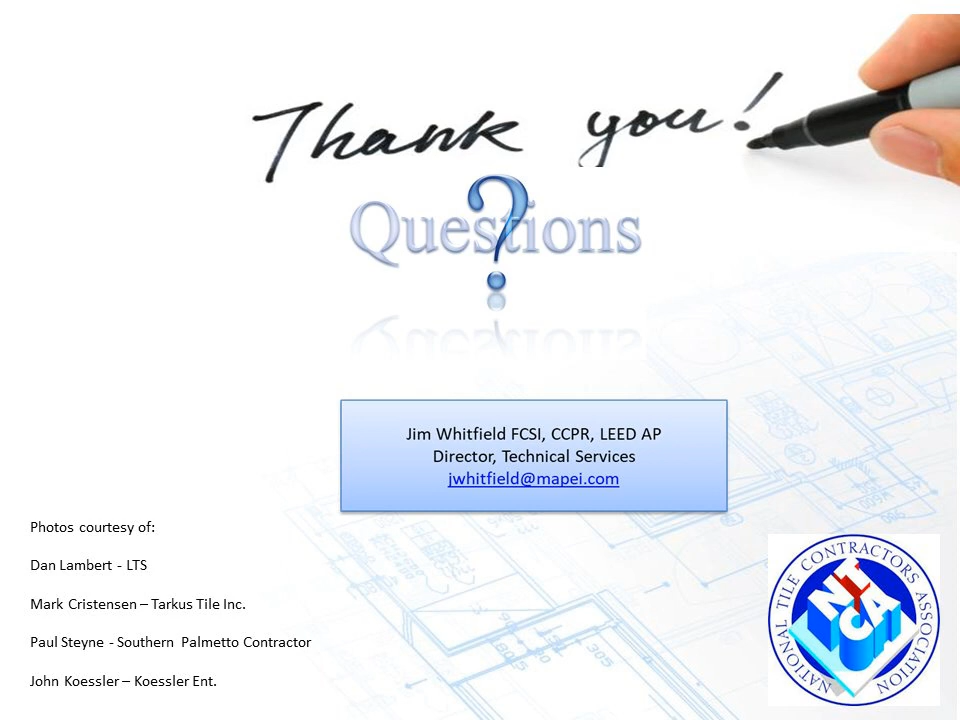 Thank you!
Questions
?
Jim Whitfield FCSI, CCPR, LEED AP
Director, Technical Services
jwhitfield@mapei.com
Photos courtesy of:
Dan Lambert - LTS
Mark Cristensen – Tarkus Tile Inc.
Paul Steyne - Southern Palmetto Contractor
John Koessler – Koessler Ent.
NATIONAL TILE CONTRACTORS ASSOCIATION
NTCA